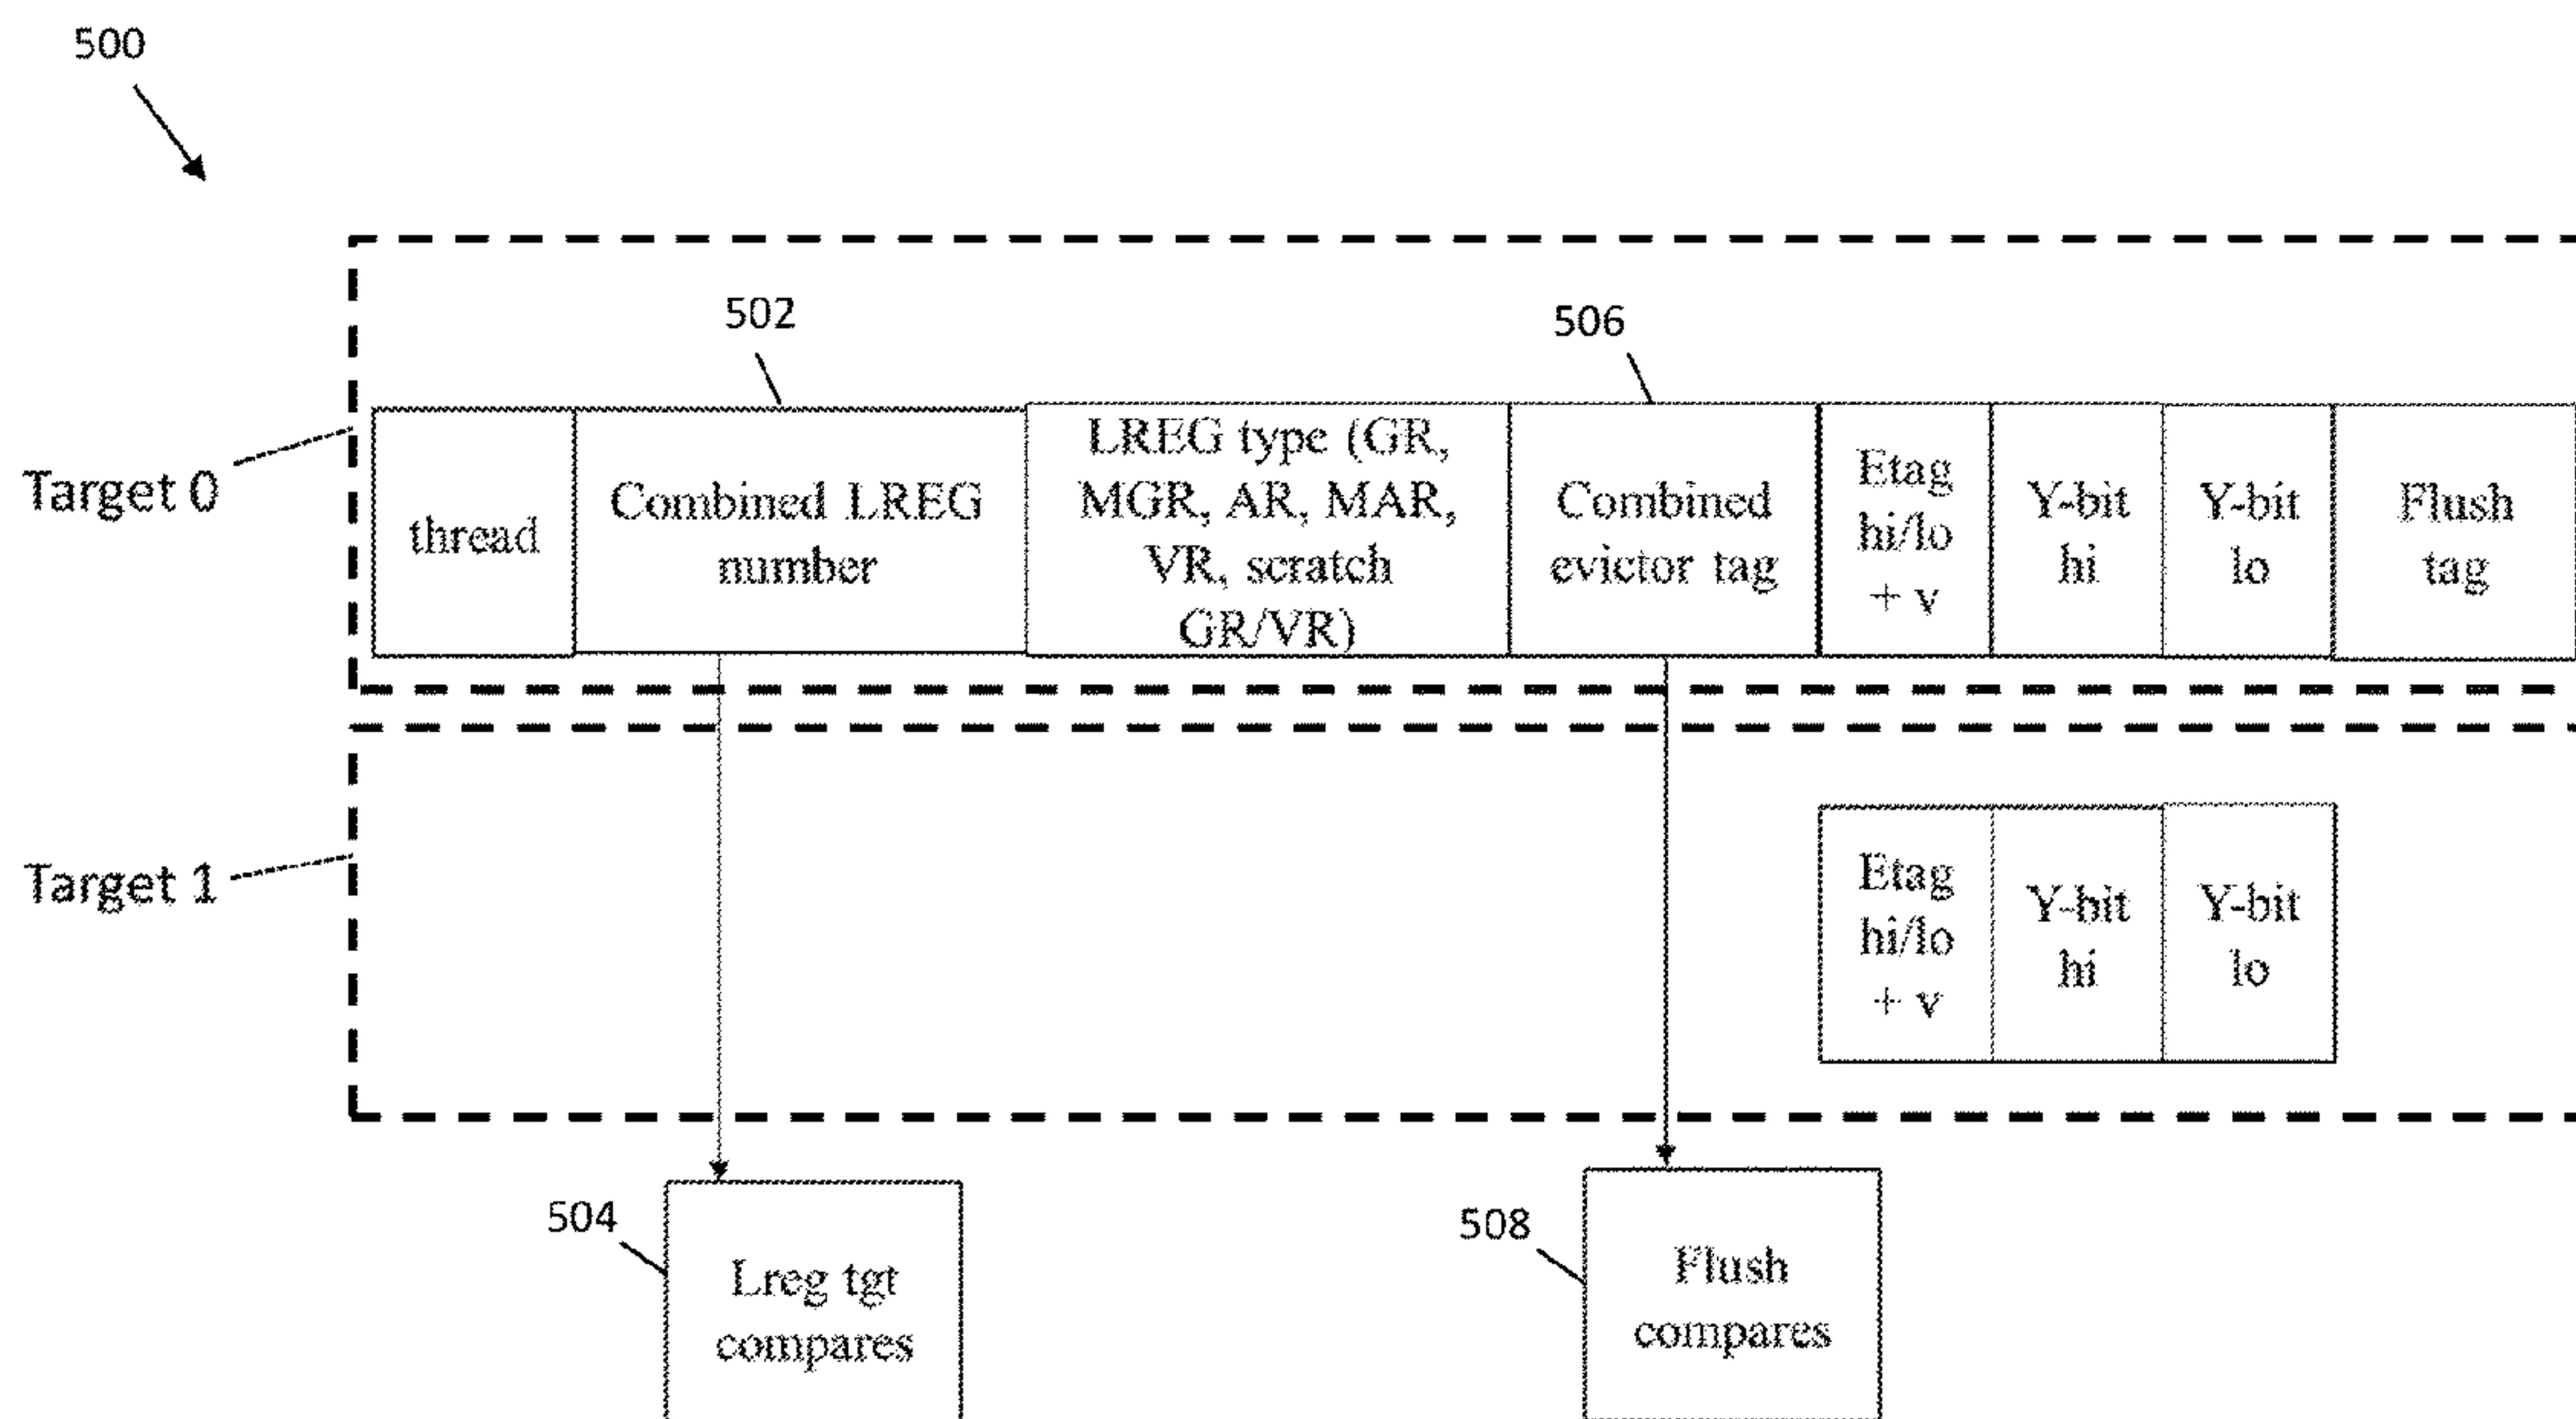 500
502
506
Target 0
thread
Combined LREG
number
LREG type (GR,
MGR, AR, MAR,
VR, scratch
GR/VR)
Combined
evictor tag
Etag
hi/lo
+ v
Y-bit
hi
Y-bit
lo
Flush
tag
Target 1
Etag
hi/lo
+ v
Y-bit
hi
Y-bit
lo
504
Lreg tgt
compares
508
Flush
compares